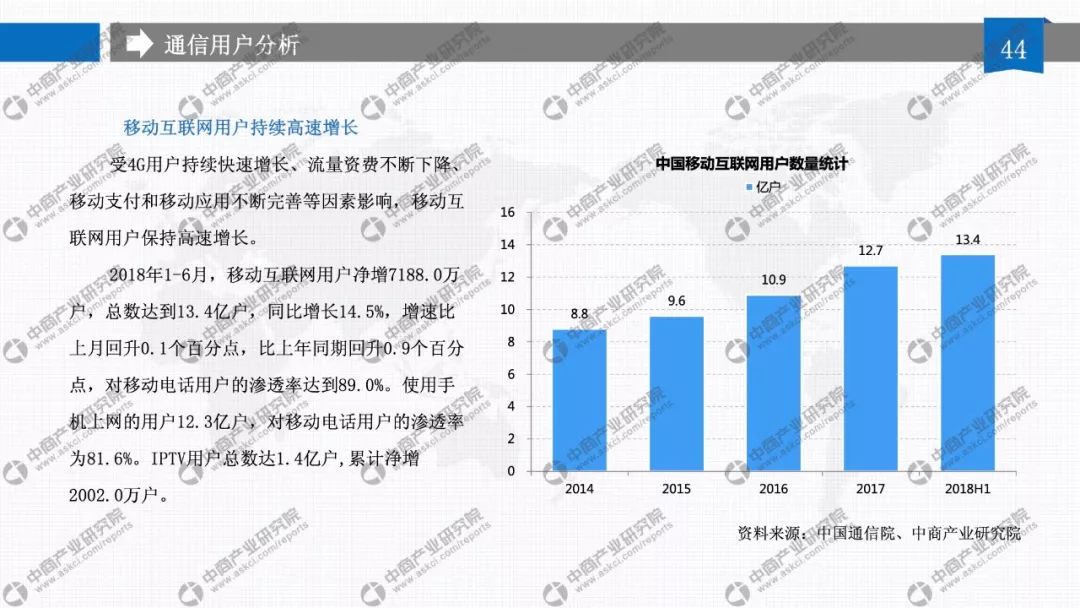 通信用户分析
44
移动互联网用户持续高速增长
受4G用户持续快速增长、流量资费不断下降、
移动支付和移动应用不断完善等因素影响，移动互
联网用户保持高速增长。
2018年1-6月，移动互联网用户净增7188.0万
户，总数达到13.4亿户，同比增长14.5%，增速比
上月回升0.1个百分点，比上年同期回升0.9个百分
点，对移动电话用户的渗透率达到89.0%。使用手
机上网的用户12.3亿户，对移动电话用户的渗透率
为81.6%。IPTV用户总数达1.4亿户,累计净增
2002.0万户。
中国移动互联网用户数量统计
亿户
16
14
12
10
8
6
4
2
0
8.8
9.6
10.9
12.7
13.4
2014
2015
2016
2017
2018H1
资料来源：中国通信院、中商产业研究院
中商产业研究院
www.askci.com/reports